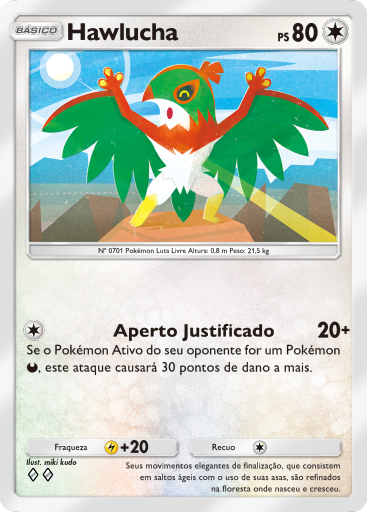 BÁSICO Hawlucha PS 80
Nº 0701 Pokémon Luta Livre Altura: 0,8 m Peso: 21,5 kg
Aperto Justificado 20+
Se o Pokémon Ativo do seu oponente for um Pokémon
, este ataque causará 30 pontos de dano a mais.
Fraqueza +20 Recuo
Ilust. miki kudo
Seus movimentos elegantes de finalização, que consistem
em saltos ágeis com o uso de suas asas, são refinados
na floresta onde nasceu e cresceu.